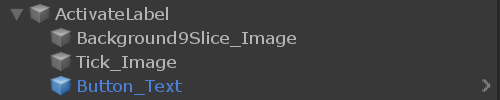 ActivateLabel
Background9Slice_Image
Tick_Image
Button_Text